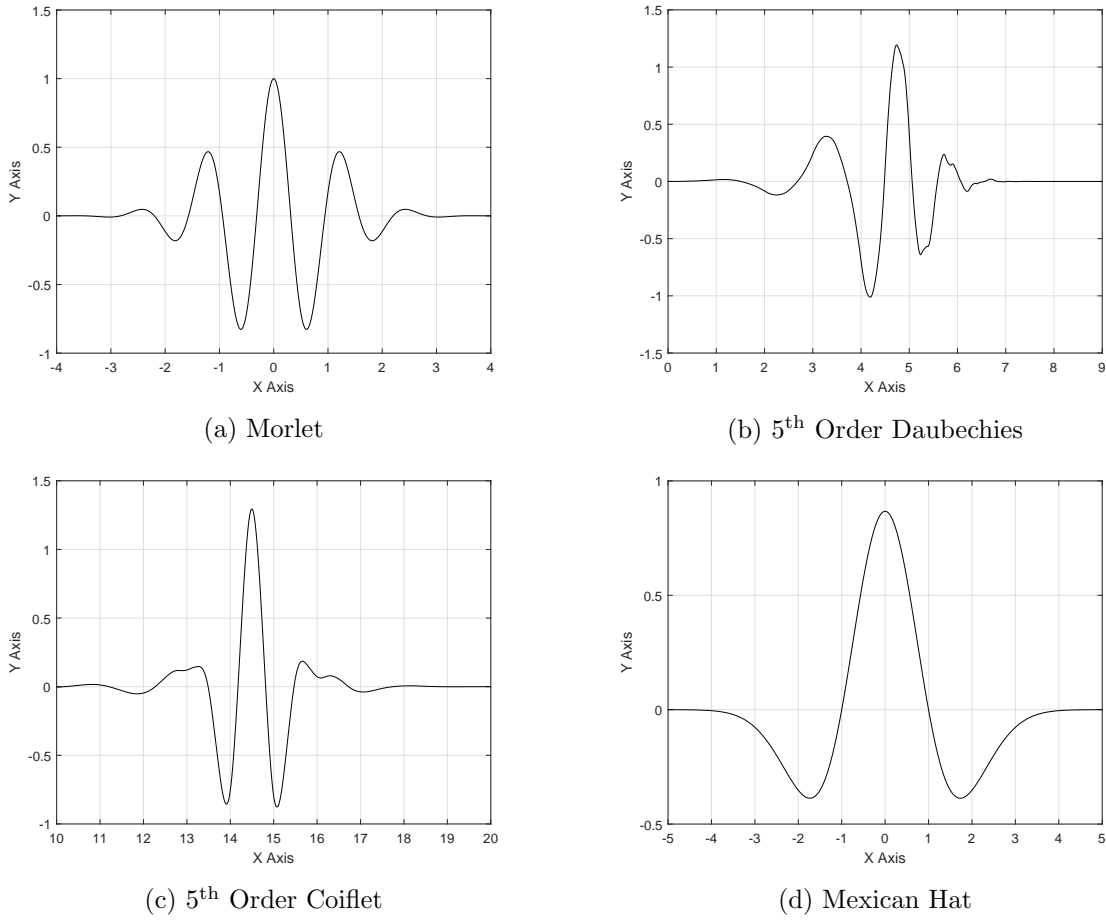 1.5
1
0.5
0
-0.5
-1
Y Axis
-4 -3 -2 -1 0 1 2 3 4
X Axis
(a) Morlet
1.5
1
0.5
0
-0.5
-1
-1.5
Y Axis
0 1 2 3 4 5 6 7 8 9
X Axis
(b) 5th Order Daubechies
1.5
1
0.5
0
-0.5
-1
Y Axis
10 11 12 13 14 15 16 17 18 19 20
X Axis
(c) 5th Order Coiflet
1
0.5
0
-0.5
Y Axis
-5 -4 -3 -2 -1 0 1 2 3 4 5
X Axis
(d) Mexican Hat